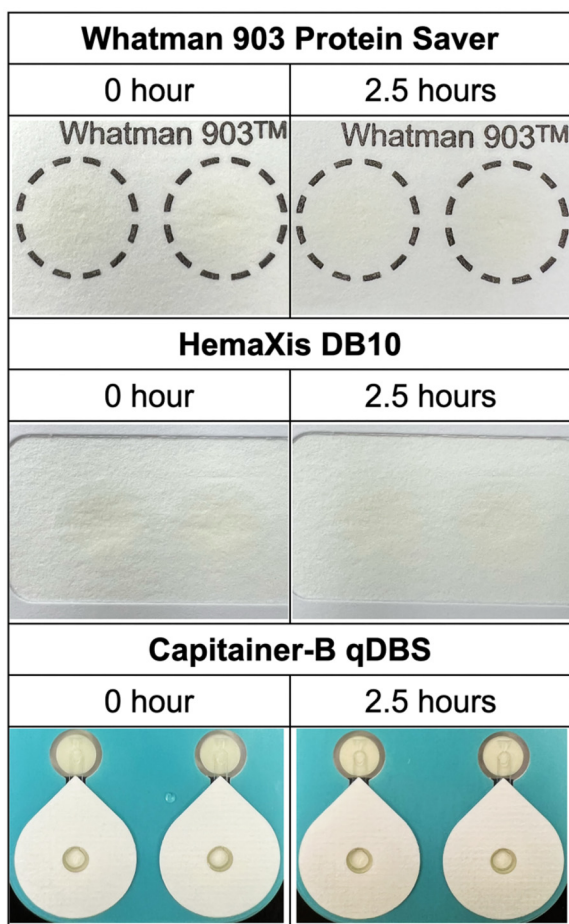 Whatman 903 Protein Saver
0 hour 2.5 hours
Whatman 903™ Whatman 903™
HemaXis DB10
0 hour 2.5 hours
Capitainer-B qDBS
0 hour 2.5 hours